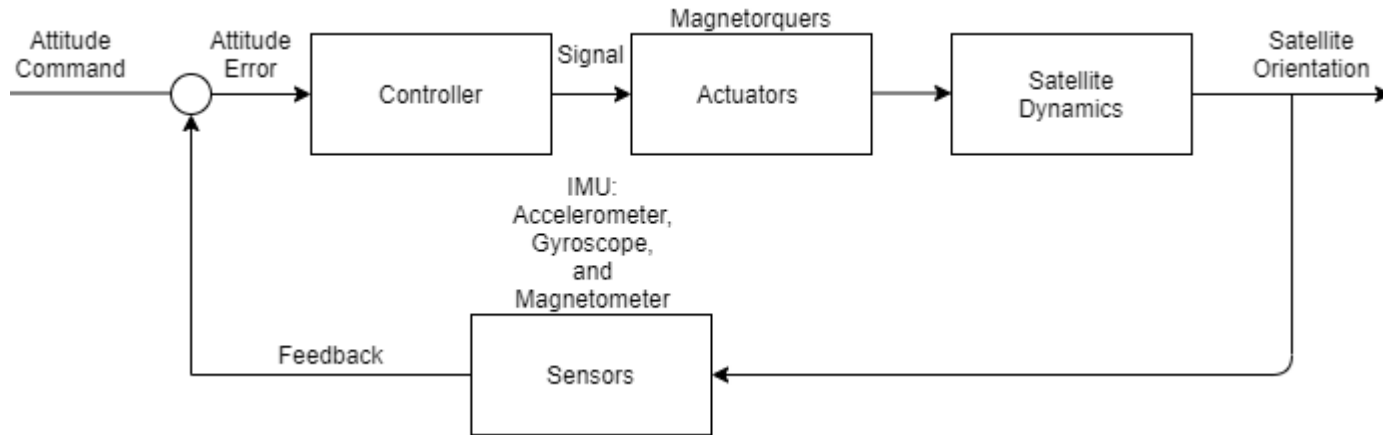 Magnetorquers
Attitude
Command
Attitude
Error
Controller
Signal
Actuators
Satellite
Dynamics
Satellite
Orientation
IMU:
Accelerometer,
Gyroscope,
and
Magnetometer
Feedback
Sensors